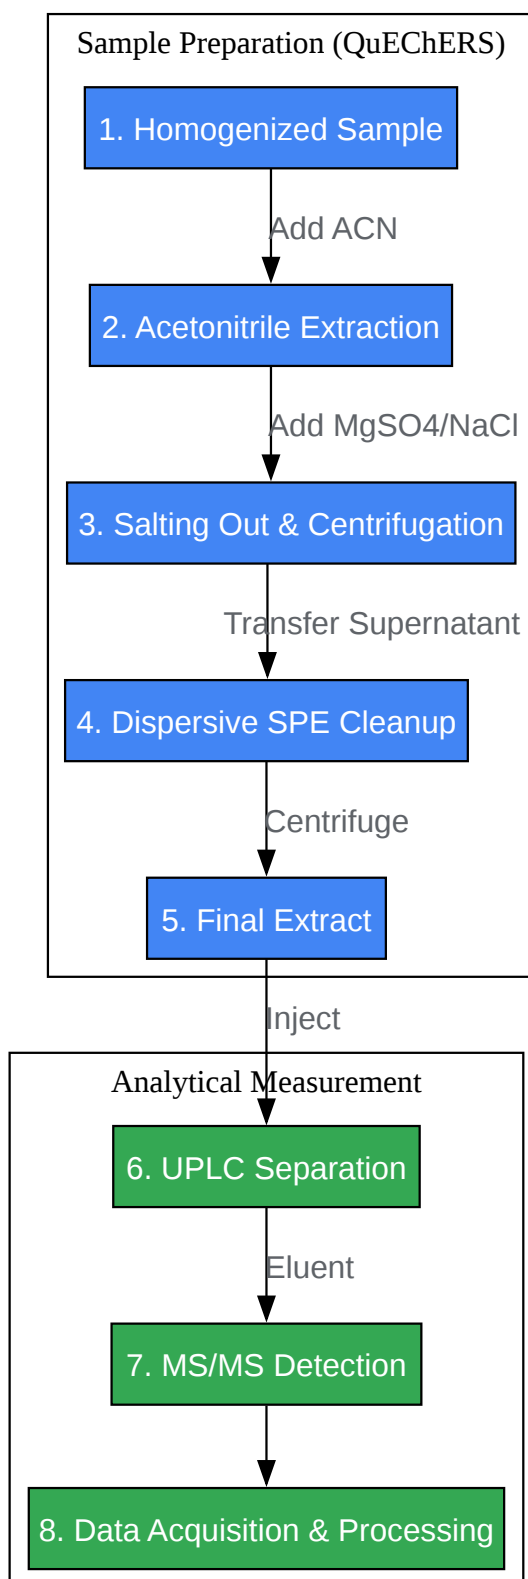 Sample Preparation (QuEChERS)
1. Homogenized Sample
Add ACN
2. Acetonitrile Extraction
Add MgSO4/NaCl
3. Salting Out & Centrifugation
Transfer Supernatant
4. Dispersive SPE Cleanup
Centrifuge
5. Final Extract
Inject
Analytical Measurement
6. UPLC Separation
Eluent
7. MS/MS Detection
8. Data Acquisition & Processing